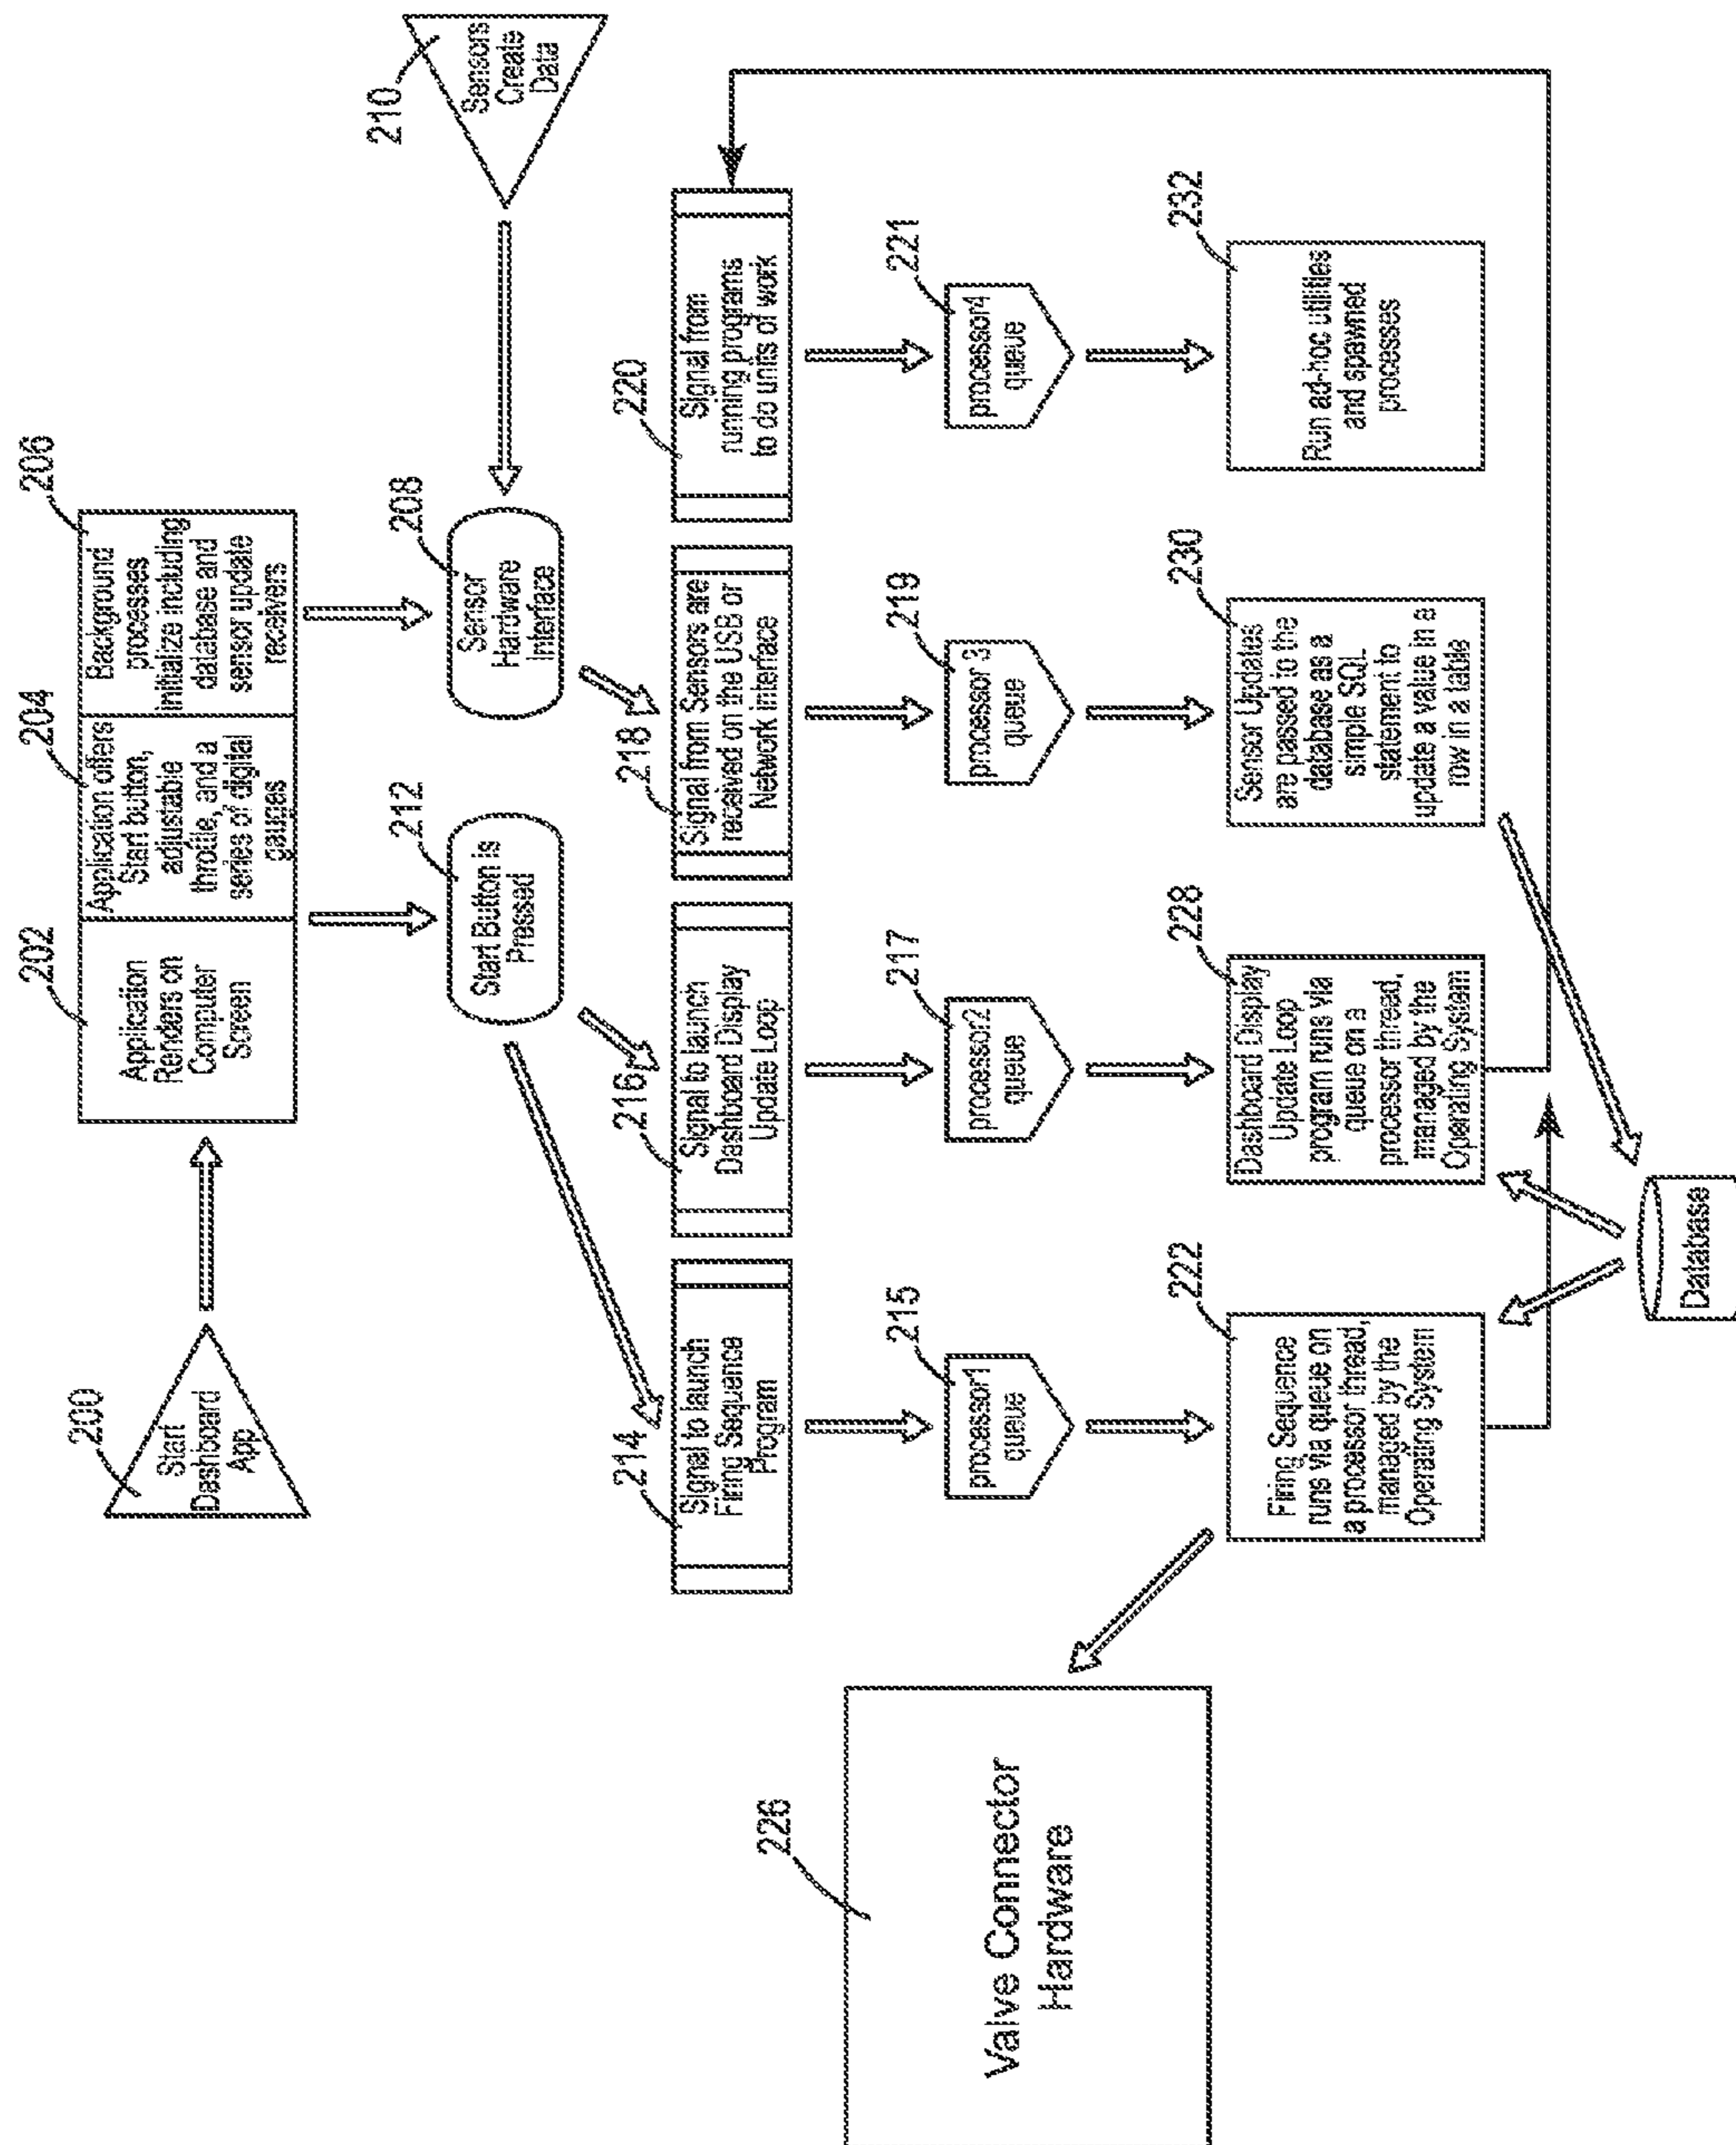 200
Start
Dashboard
App
202
Application
Renders on
Computer
Screen
204
Application offers
Start button,
adjustable
throttle, and a
series of digital
gauges
206
Background
processes
initialize including
database and
sensor update
receivers
210
Sensors
Create
Data
212
Start Button is
Pressed
208
Sensor
Hardware
Interface
214
Signal to launch
Firing Sequence
Program
216
Signal to launch
Dashboard Display
Update Loop
218
Signal from Sensors are
received on the USB or
Network interface
220
Signal from
running programs
to do units of work
215
processor1
queue
217
processor2
queue
219
processor 3
queue
221
processor4
queue
226
Valve Connector
Hardware
222
Firing Sequence
runs via queue on
a processor thread,
managed by the
Operating System
228
Dashboard Display
Update Loop
program runs via
queue on a
processor thread,
managed by the
Operating System
230
Sensor Updates
are passed to the
database as a
simple SQL
statement to
update a value in a
row in a table
232
Run ad-hoc utilities
and spawned
processes
Database